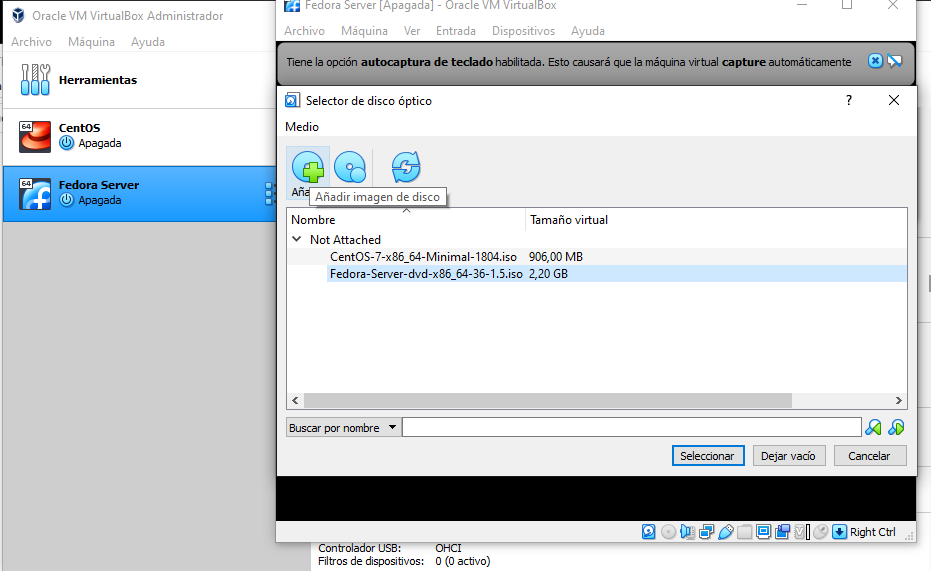 Oracle VM VirtualBox Administrador
Archivo Máquina Ayuda
Herramientas
64
CentOS
Apagada
64
Fedora Server
Apagada
Fedora Server [Apagada] - Oracle VM VirtualBox
Archivo Máquina Ver Entrada Dispositivos Ayuda
Tiene la opción autocaptura de teclado habilitada. Esto causará que la máquina virtual capture automáticamente
Selector de disco óptico ?
Medio
Añadir imagen de disco
Nombre Tamaño virtual
Not Attached
CentOS-7-x86_64-Minimal-1804.iso 906,00 MB
Fedora-Server-dvd-x86_64-36-1.5.iso 2,20 GB
Buscar por nombre
Seleccionar Dejar vacío Cancelar
Right Ctrl
Controlador USB: OHCI
Filtros de dispositivos: 0 (0 activo)